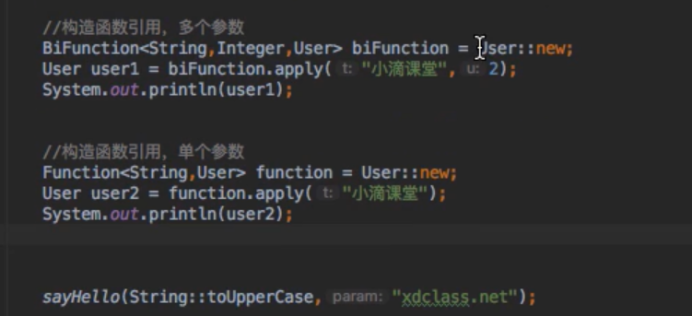 //构造函数引用，多个参数
BiFunction<String,Integer,User> biFunction = User::new;
User user1 = biFunction.apply( t: "小滴课堂", u: 2);
System.out.println(user1);
//构造函数引用，单个参数
Function<String,User> function = User::new;
User user2 = function.apply( t: "小滴课堂");
System.out.println(user2);
sayHello(String::toUpperCase, param: "xdclass.net");